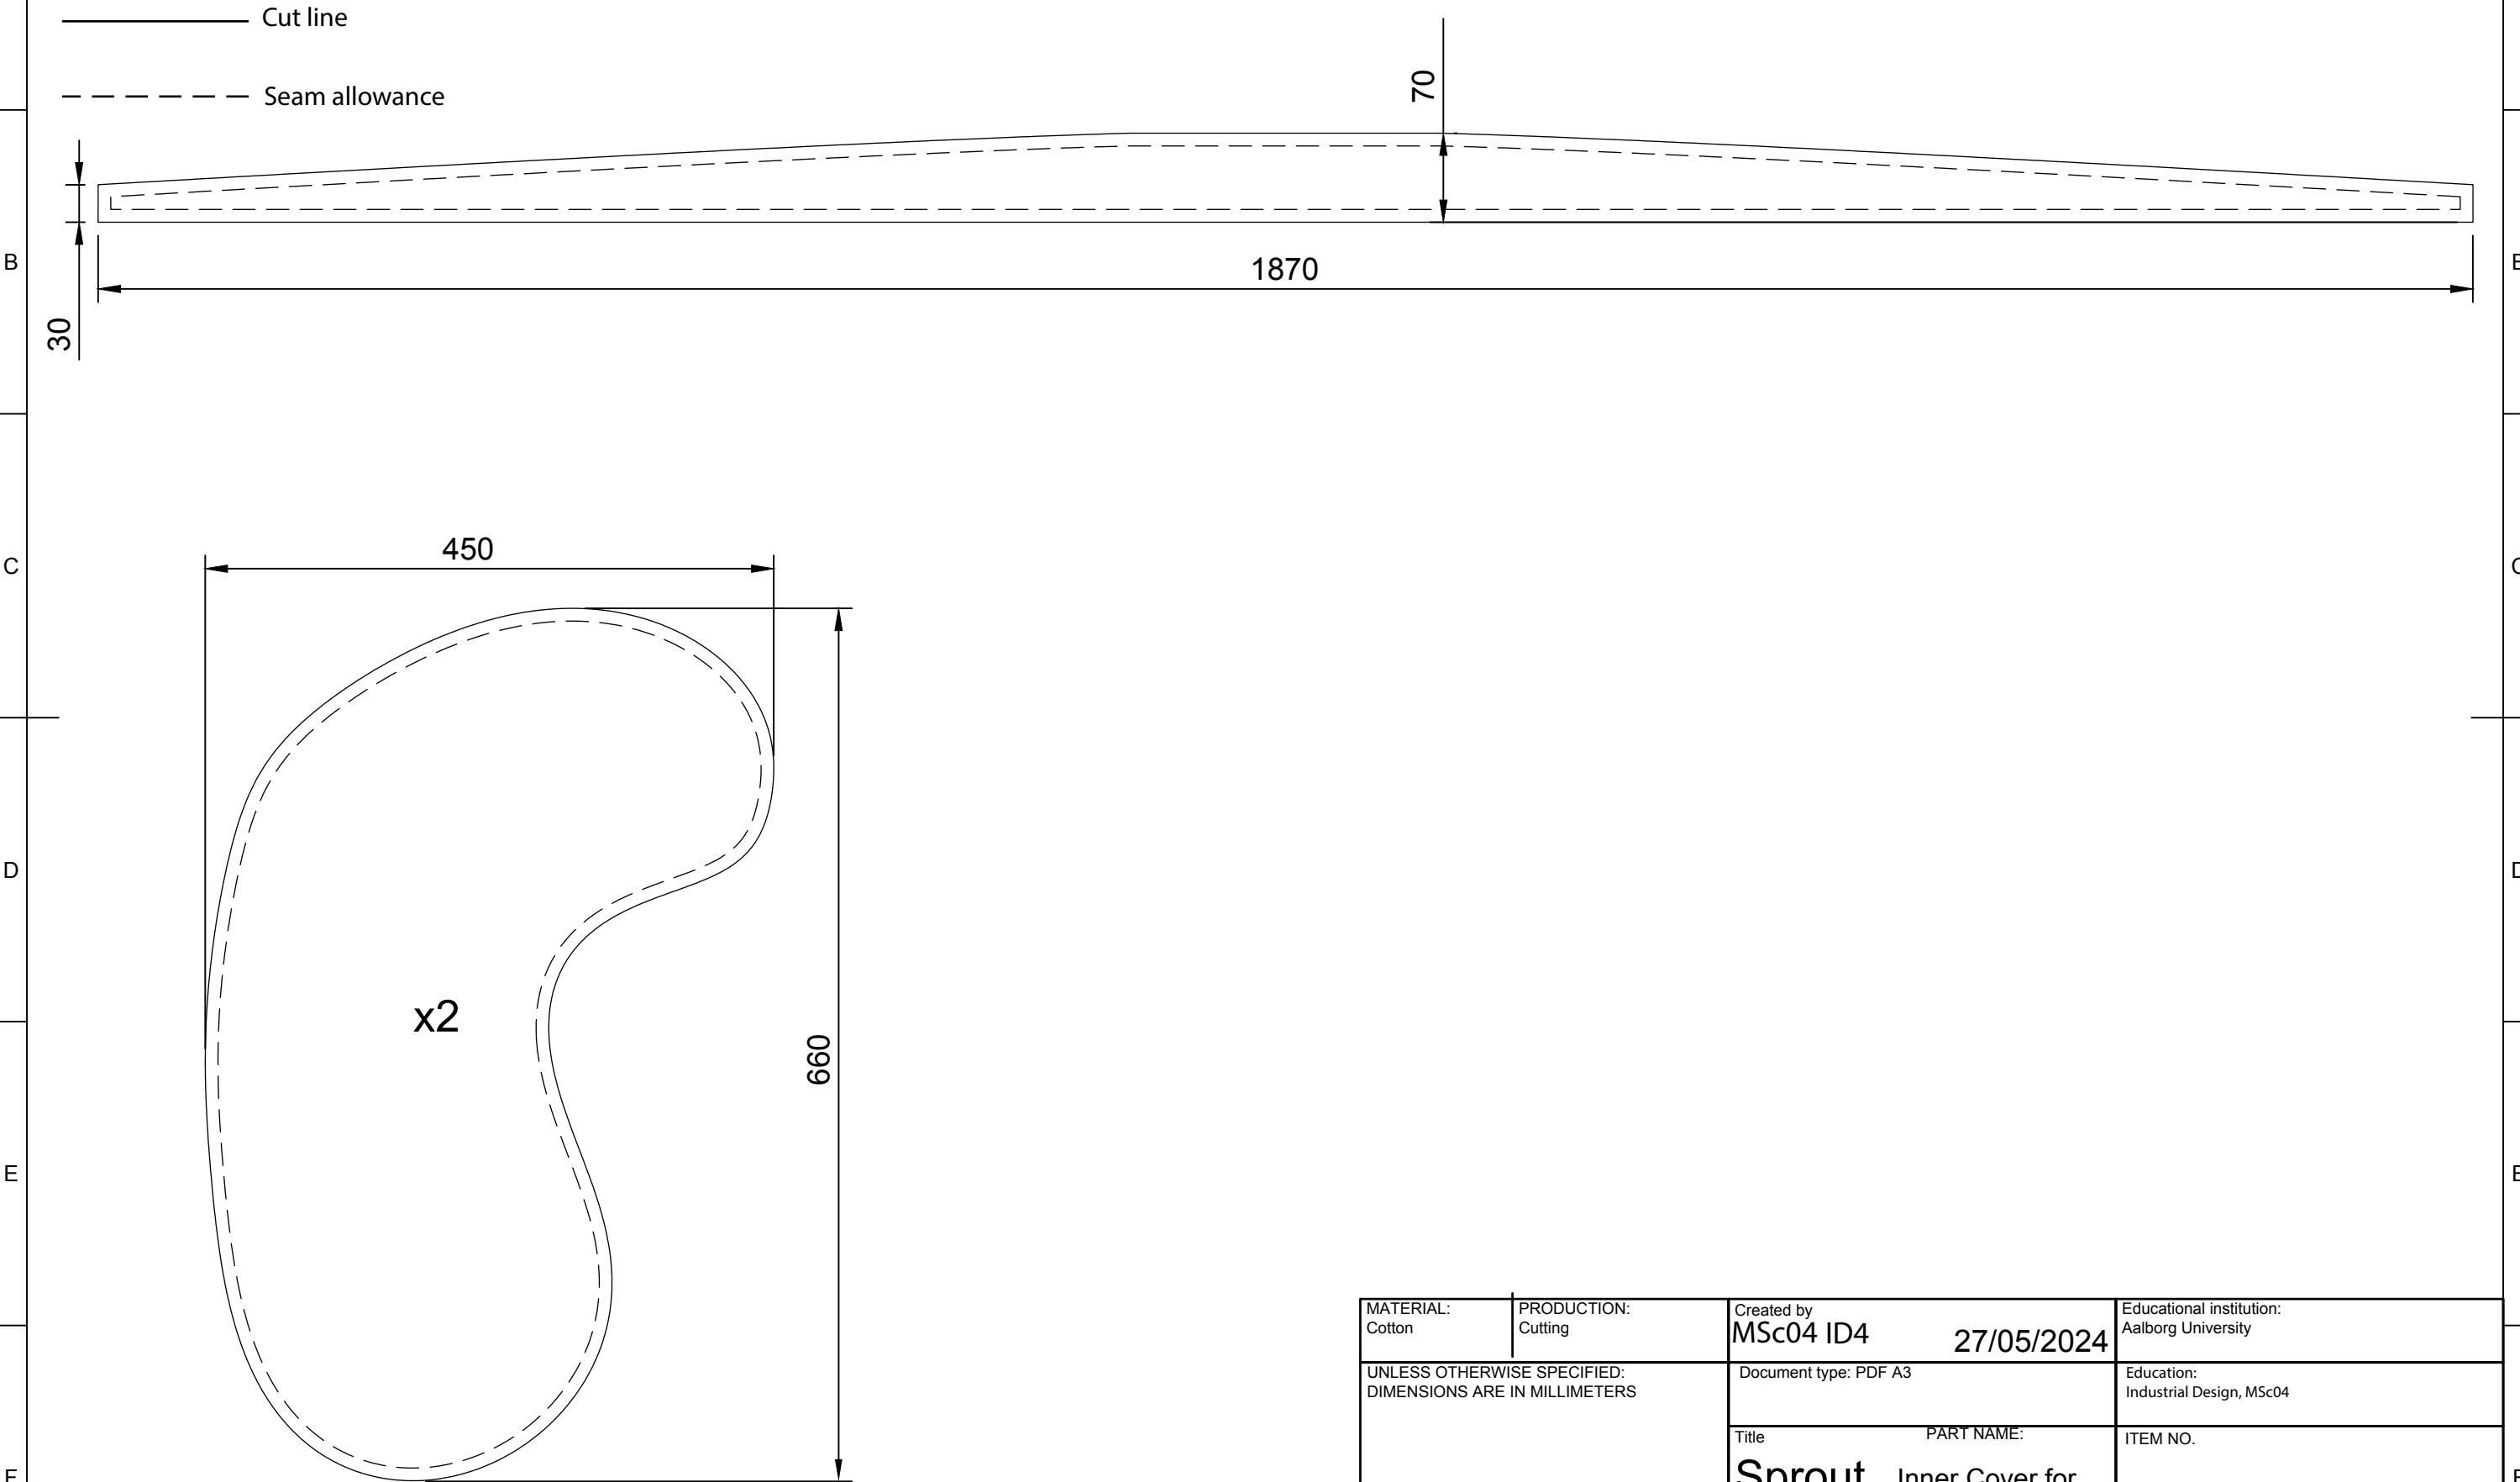 Cut line
Seam allowance
70
30
1870
B
C
450
D
x2
660
E
MATERIAL:
Cotton
PRODUCTION:
Cutting
Created by
MSc04 ID4
27/05/2024
Educational institution:
Aalborg University
UNLESS OTHERWISE SPECIFIED:
DIMENSIONS ARE IN MILLIMETERS
Document type: PDF A3
Education:
Industrial Design, MSc04
Title
PART NAME:
ITEM NO.
Sprout
Inner Cover for